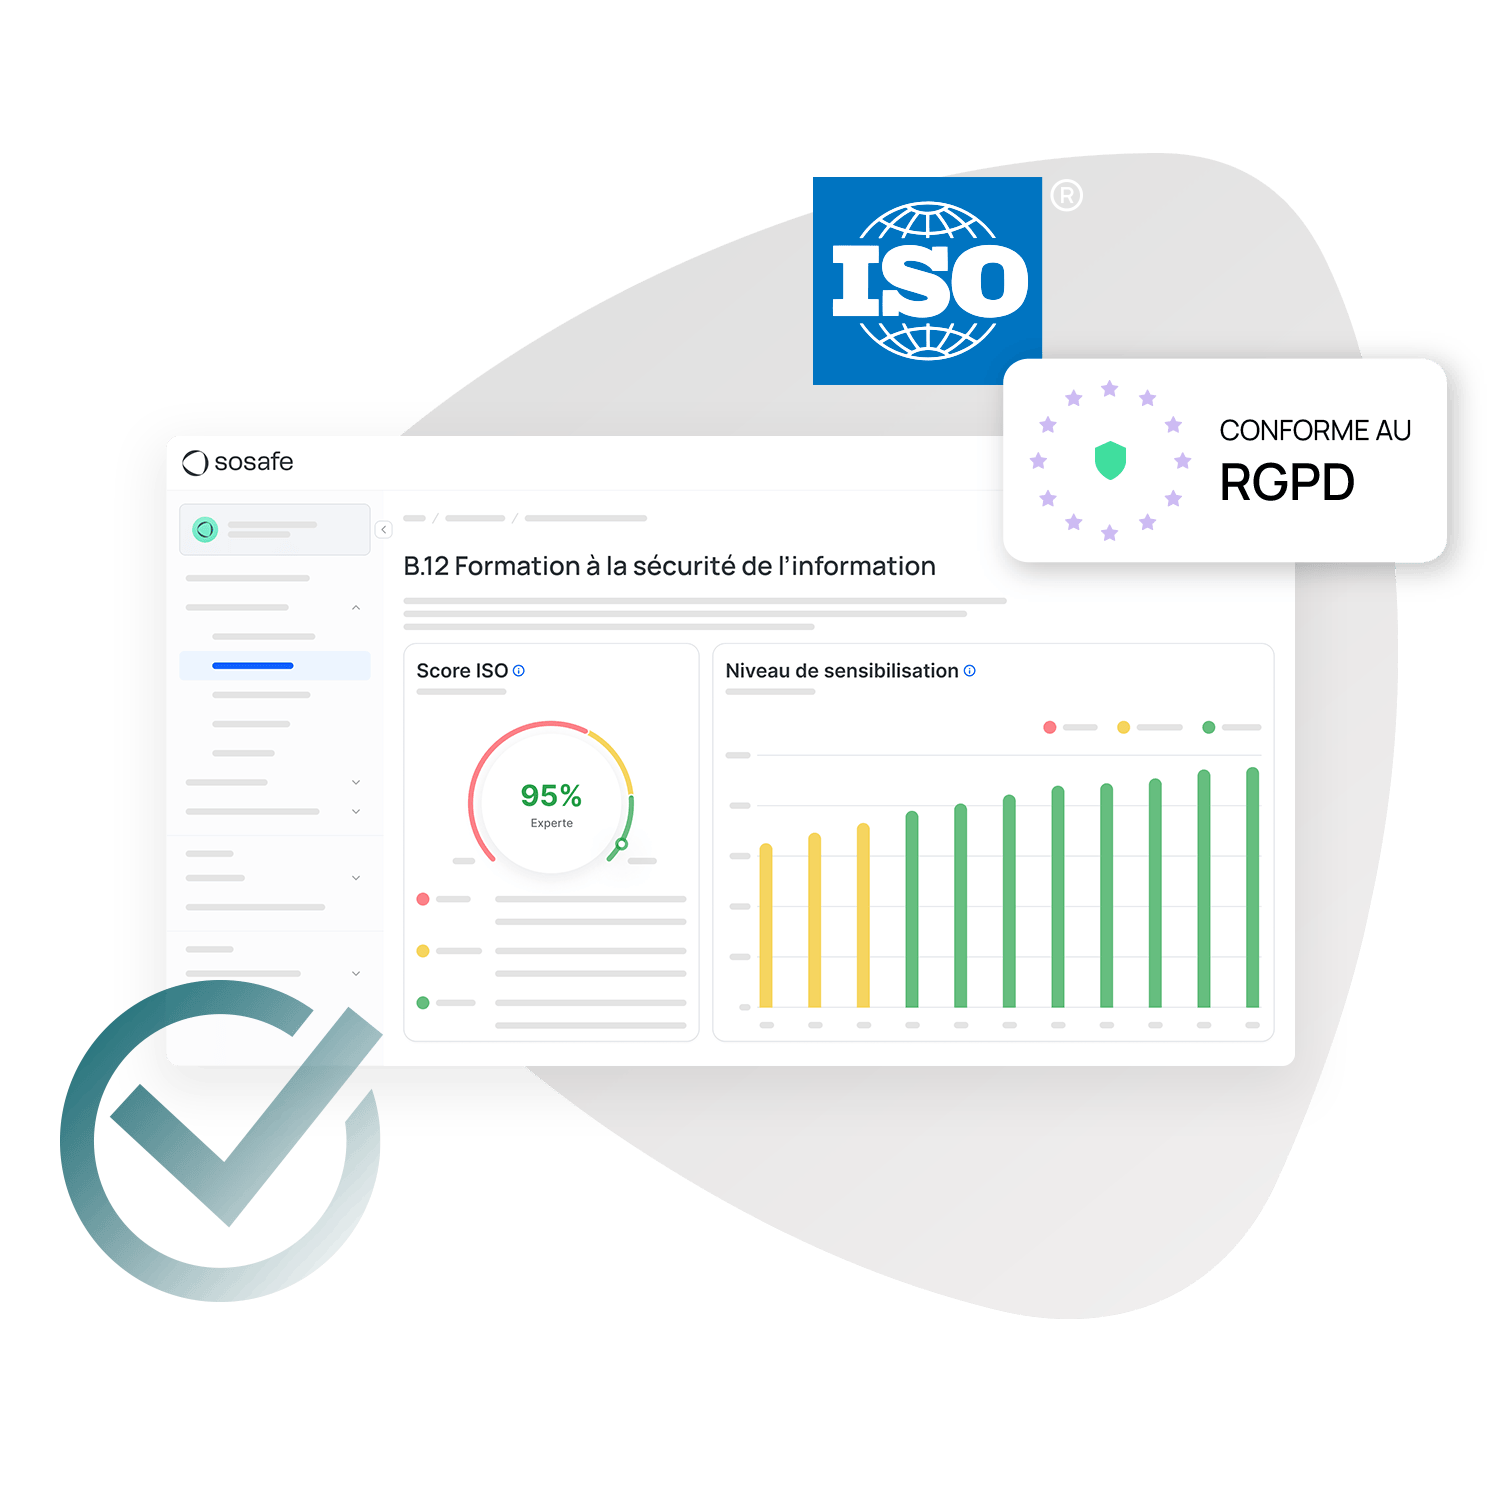 ISO
®
CONFORME AU
RGPD
sosafe
B.12 Formation à la sécurité de l’information
Score ISO
95%
Experte
Niveau de sensibilisation